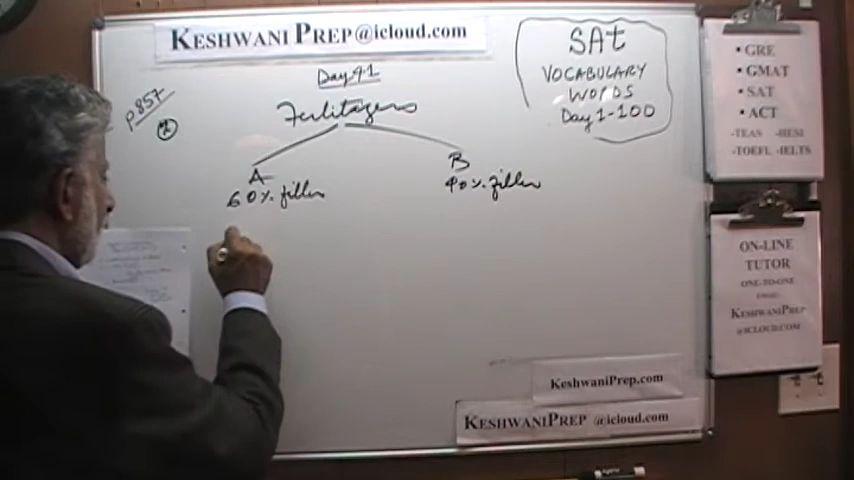 KESHWANI PREP@icloud.com
Day 41
P857
Ferlitazers
A
60% filler
B
40% filler
SAT
VOCABULARY
WORDS
Day 1-100
• GRE
• GMAT
• SAT
• ACT
-TEAS -HESI
-TOEFL -IELTS
ON-LINE
TUTOR
ONE-TO-ONE
KESHWANIPREP
@ICLOUD.COM
KESHWANIPREP.COM
KESHWANIPREP @icloud.com